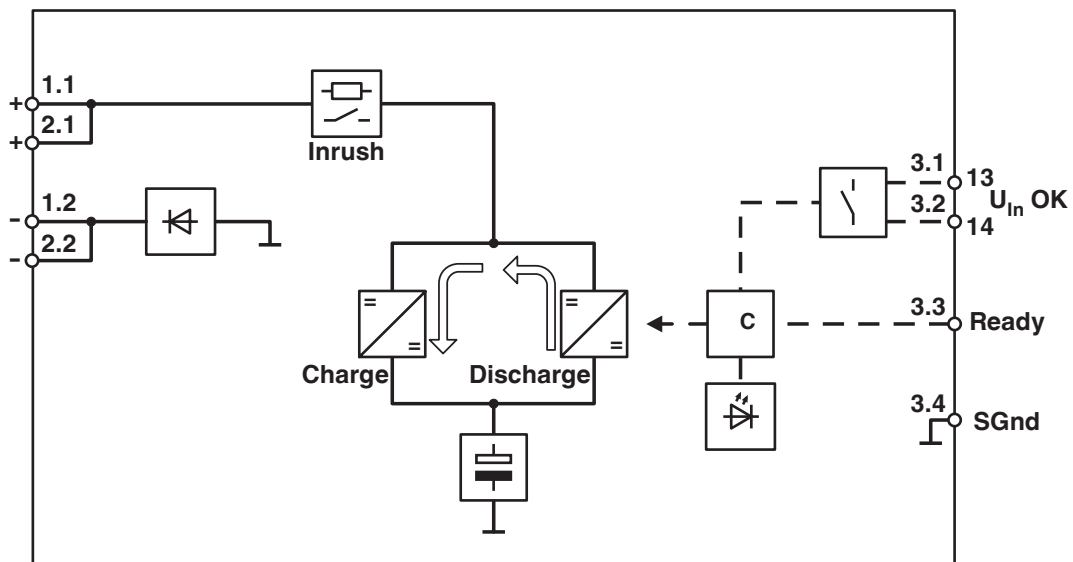 1.1
+
2.1
+
Inrush
1.2
-
2.2
-
3.1
13
U_In OK
3.2
14
=
=
Charge
=
=
Discharge
C
3.3
Ready
3.4
SGnd